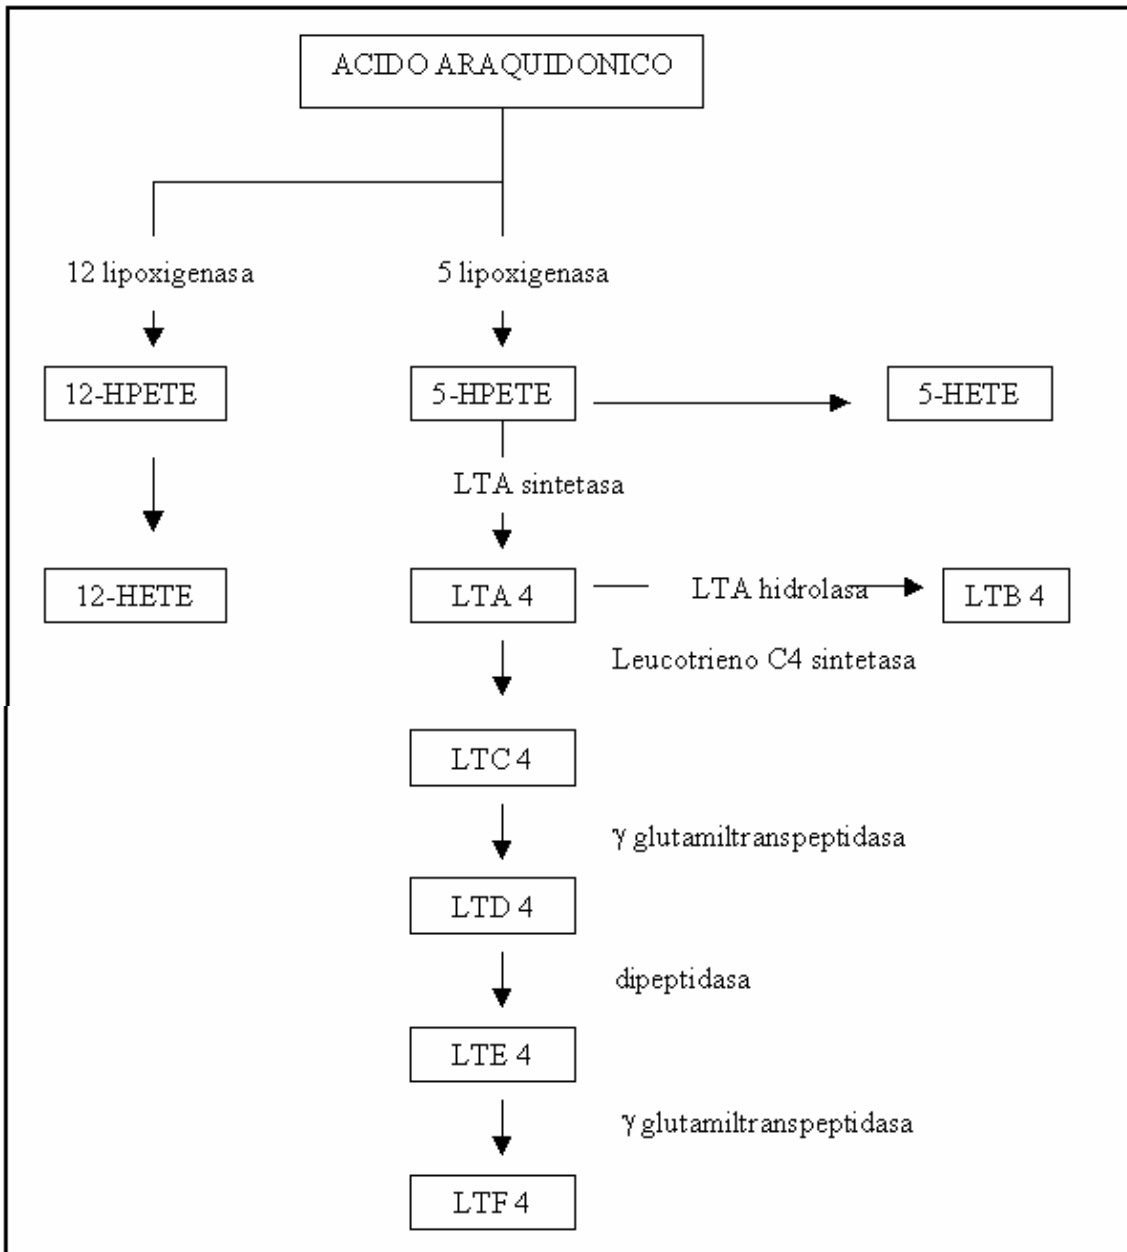 ACIDO ARAQUIDONICO
12 lipoxigenasa
5 lipoxigenasa
12-HPETE
5-HPETE
5-HETE
LTA sintetasa
12-HETE
LTA 4
LTA hidrolasa
LTB 4
Leucotrieno C4 sintetasa
LTC 4
γ glutamiltranspeptidasa
LTD 4
dipeptidasa
LTE 4
γ glutamiltranspeptidasa
LTF 4